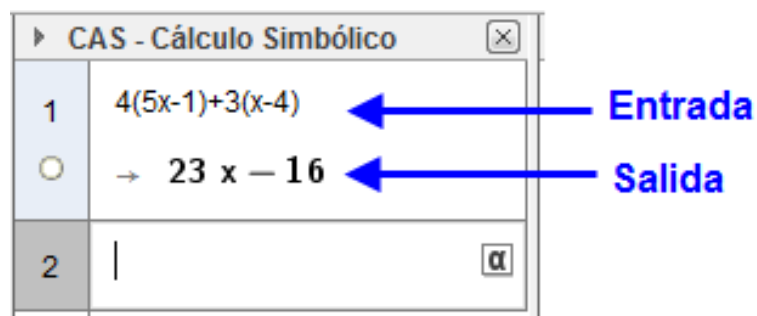 CAS - Cálculo Simbólico
1 4(5x-1)+3(x-4) Entrada
→ 23 x − 16 Salida
2 α